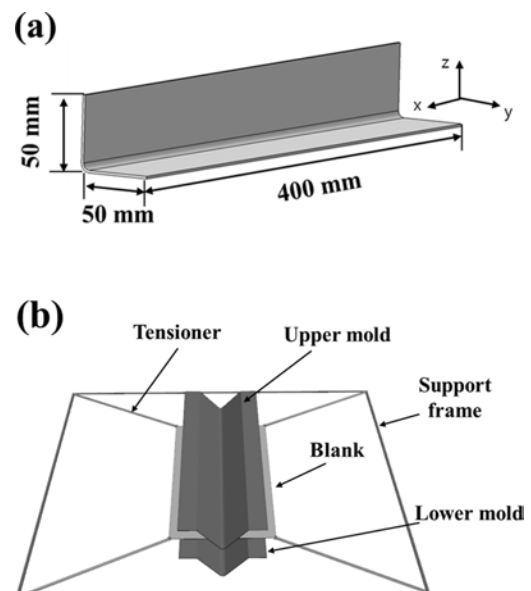 (a)
z
x
y
50 mm
400 mm
50 mm
(b)
Tensioner
Upper mold
Support
frame
Blank
Lower mold